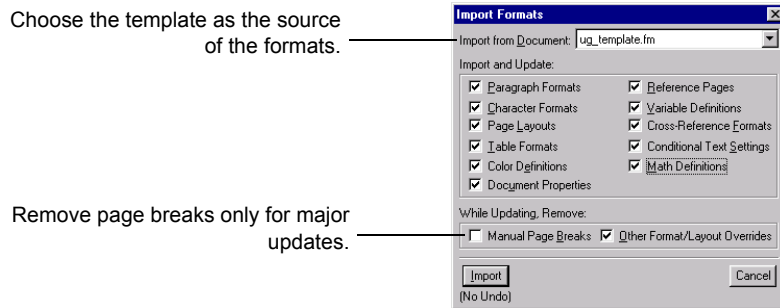 Choose the template as the source
of the formats.
Import Formats
Import from Document: ug_template.fm
Import and Update:
Paragraph Formats
Reference Pages
Character Formats
Variable Definitions
Page Layouts
Cross-Reference Formats
Table Formats
Conditional Text Settings
Color Definitions
Math Definitions
Document Properties
Remove page breaks only for major
updates.
While Updating, Remove:
Manual Page Breaks
Other Format/Layout Overrides
Import
Cancel
(No Undo)